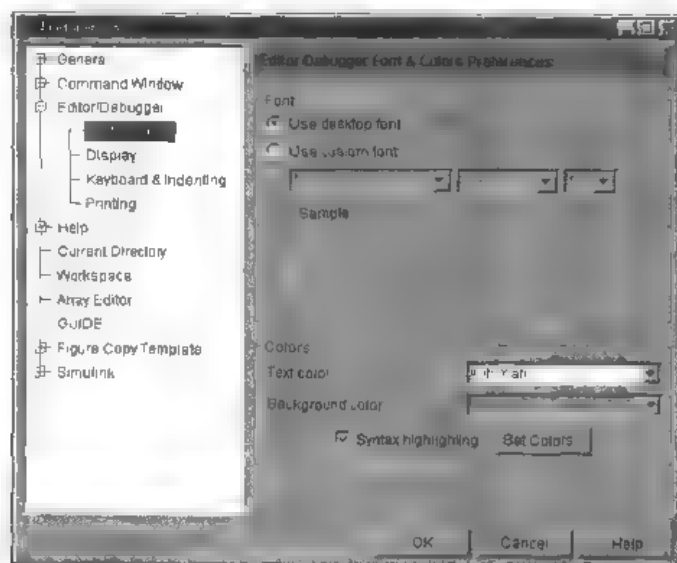 General
Command Window
Editor/Debugger
Display
Keyboard & Indenting
Printing
Help
Current Directory
Workspace
Array Editor
GUIDE
Figure Copy Template
Simulink
Editor/Debugger Font & Colors Preferences
Font
Use desktop font
Use custom font
Sample
Colors
Text color
Background color
Syntax highlighting
Set Colors
OK
Cancel
Help